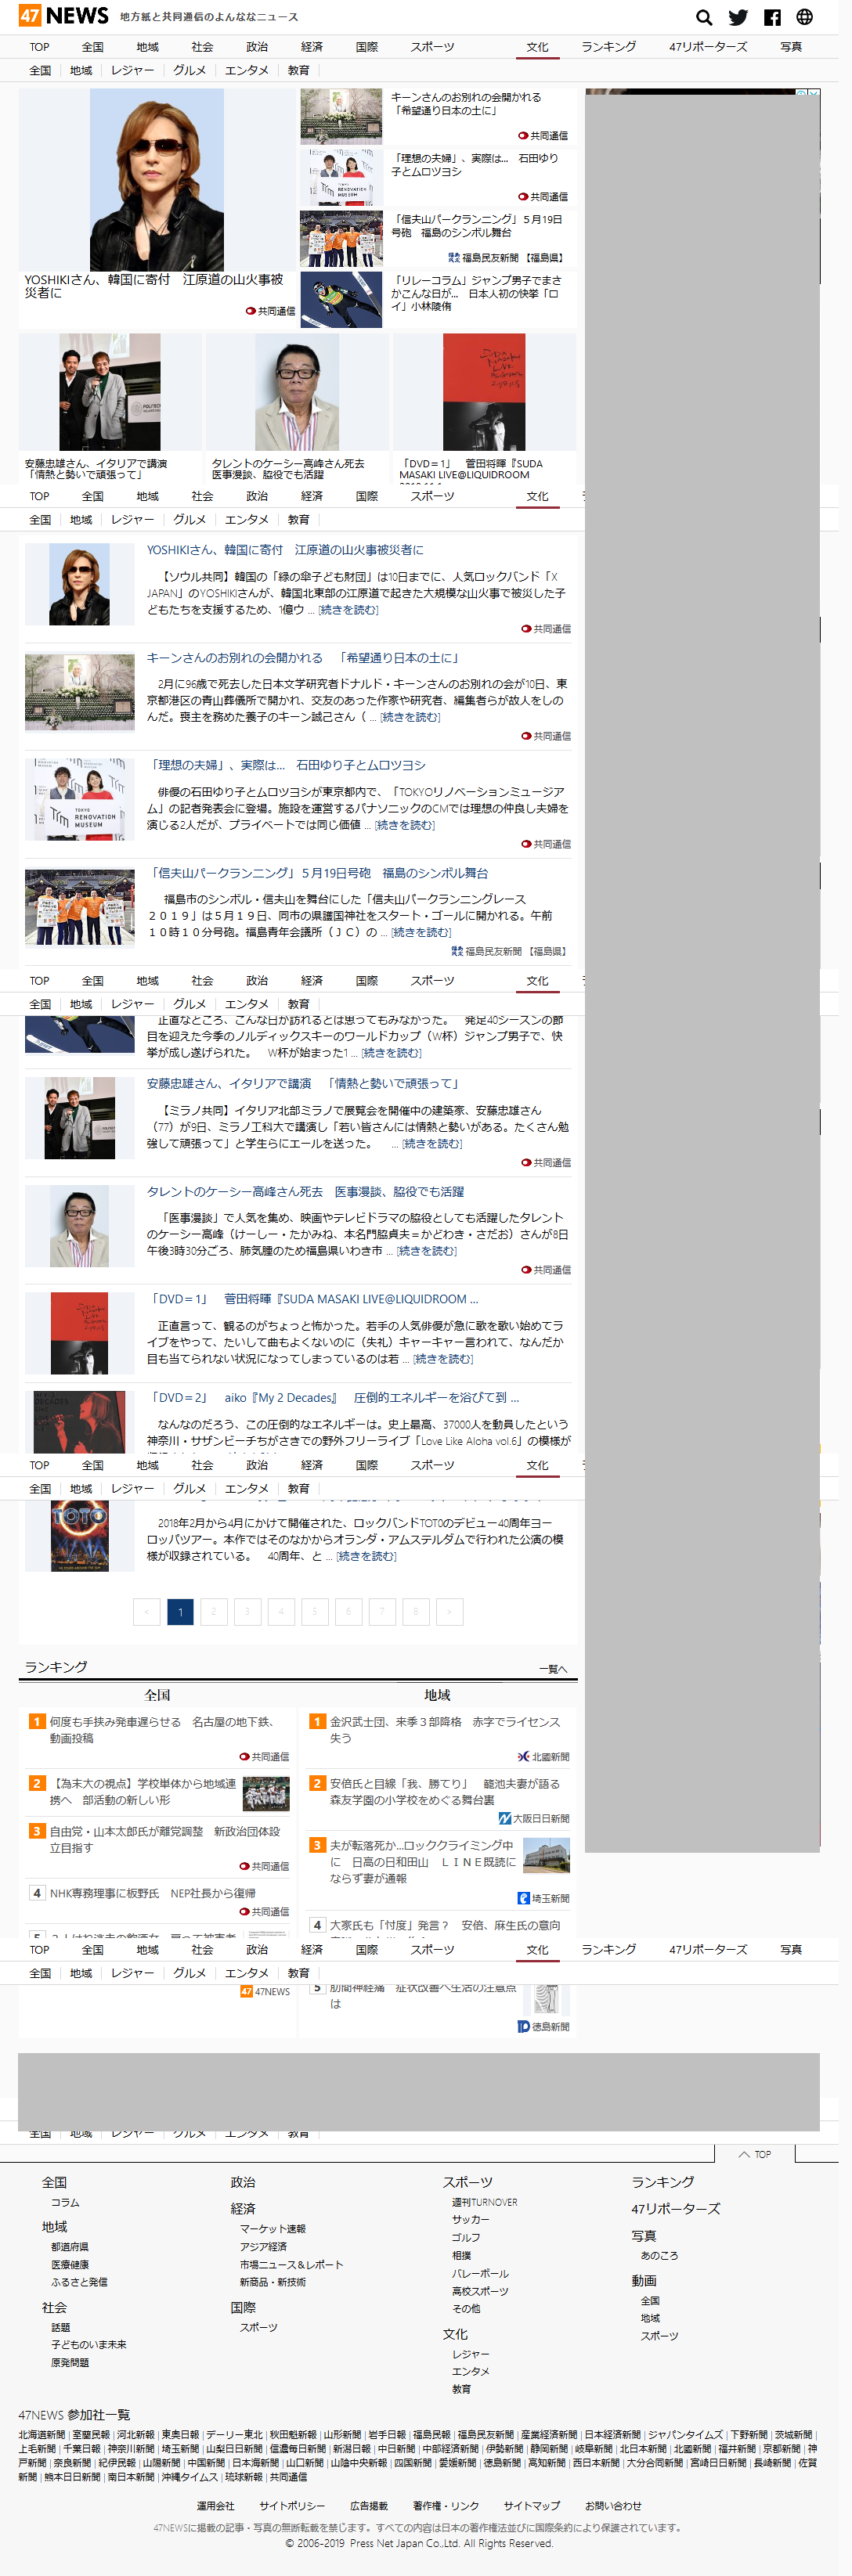 47 NEWS 地方紙と共同通信のよんななニュース
TOP 全国 地域 社会 政治 経済 国際 スポーツ 文化 ランキング 47リポーターズ 写真
全国 地域 レジャー グルメ エンタメ 教育
YOSHIKIさん、韓国に寄付　江原道の山火事被
災者に
共同通信
キーンさんのお別れの会開かれる
「希望通り日本の土に」
共同通信
「理想の夫婦」、実際は...　石田ゆり
子とムロツヨシ
共同通信
「信夫山パークランニング」５月19日
号砲　福島のシンボル舞台
福島民友新聞 【福島県】
「リレーコラム」ジャンプ男子でまさ
かこんな日が...　日本人初の快挙「ロ
イ」小林陵侑
安藤忠雄さん、イタリアで講演
「情熱と勢いで頑張って」
タレントのケーシー高峰さん死去
医事漫談、脇役でも活躍
「DVD＝1」　菅田将暉『SUDA
MASAKI LIVE@LIQUIDROOM
TOP 全国 地域 社会 政治 経済 国際 スポーツ 文化
全国 地域 レジャー グルメ エンタメ 教育
YOSHIKIさん、韓国に寄付　江原道の山火事被災者に
【ソウル共同】韓国の「緑の傘子ども財団」は10日までに、人気ロックバンド「X
JAPAN」のYOSHIKIさんが、韓国北東部の江原道で起きた大規模な山火事で被災した子
どもたちを支援するため、1億ウ ... [続きを読む]
共同通信
キーンさんのお別れの会開かれる　「希望通り日本の土に」
2月に96歳で死去した日本文学研究者ドナルド・キーンさんのお別れの会が10日、東
京都港区の青山葬儀所で開かれ、交友のあった作家や研究者、編集者らが故人をしの
んだ。喪主を務めた養子のキーン誠己さん（ ... [続きを読む]
共同通信
「理想の夫婦」、実際は...　石田ゆり子とムロツヨシ
俳優の石田ゆり子とムロツヨシが東京都内で、「TOKYOリノベーションミュージア
ム」の記者発表会に登場。施設を運営するパナソニックのCMでは理想の仲良し夫婦を
演じる2人だが、プライベートでは同じ価値 ... [続きを読む]
共同通信
「信夫山パークランニング」５月19日号砲　福島のシンボル舞台
福島市のシンボル・信夫山を舞台にした「信夫山パークランニングレース
２０１９」は５月１９日、同市の県護国神社をスタート・ゴールに開かれる。午前
１０時１０分号砲。福島青年会議所（ＪＣ）の ... [続きを読む]
福島民友新聞 【福島県】
TOP 全国 地域 社会 政治 経済 国際 スポーツ 文化
全国 地域 レジャー グルメ エンタメ 教育
正直なところ、こんな日が訪れるとは思ってもみなかった。　発足40シーズンの節
目を迎えた今季のノルディックスキーのワールドカップ（W杯）ジャンプ男子で、快
挙が成し遂げられた。　W杯が始まった1 ... [続きを読む]
安藤忠雄さん、イタリアで講演　「情熱と勢いで頑張って」
【ミラノ共同】イタリア北部ミラノで展覧会を開催中の建築家、安藤忠雄さん
（77）が9日、ミラノ工科大で講演し「若い皆さんには情熱と勢いがある。たくさん勉
強して頑張って」と学生らにエールを送った。　 ... [続きを読む]
共同通信
タレントのケーシー高峰さん死去　医事漫談、脇役でも活躍
「医事漫談」で人気を集め、映画やテレビドラマの脇役としても活躍したタレント
のケーシー高峰（けーしー・たかみね、本名門脇貞夫＝かどわき・さだお）さんが8日
午後3時30分ごろ、肺気腫のため福島県いわき市 ... [続きを読む]
共同通信
「DVD＝1」　菅田将暉『SUDA MASAKI LIVE@LIQUIDROOM ...
正直言って、観るのがちょっと怖かった。若手の人気俳優が急に歌を歌い始めてラ
イブをやって、たいして曲もよくないのに（失礼）キャーキャー言われて、なんだか
目も当てられない状況になってしまっているのは若 ... [続きを読む]
「DVD＝2」　aiko『My 2 Decades』　圧倒的エネルギーを浴びて到 ...
なんなのだろう、この圧倒的なエネルギーは。史上最高、37000人を動員したという
神奈川・サザンビーチちがさきでの野外フリーライブ「Love Like Aloha vol.6」の模様が
TOP 全国 地域 社会 政治 経済 国際 スポーツ 文化
全国 地域 レジャー グルメ エンタメ 教育
2018年2月から4月にかけて開催された、ロックバンドTOTOのデビュー40周年ヨー
ロッパツアー。本作ではそのなかからオランダ・アムステルダムで行われた公演の模
様が収録されている。　40周年、と ... [続きを読む]
< 1 2 3 4 5 6 7 8 >
ランキング 一覧へ
全国 地域
1 何度も手挟み発車遅らせる　名古屋の地下鉄、
動画投稿
共同通信
2 【為末大の視点】学校単体から地域連
携へ　部活動の新しい形
3 自由党・山本太郎氏が離党調整　新政治団体設
立目指す
共同通信
4 NHK専務理事に板野氏　NEP社長から復帰
共同通信
1 金沢武士団、来季３部降格　赤字でライセンス
失う
北國新聞
2 安倍氏と目線「我、勝てり」　籠池夫妻が語る
森友学園の小学校をめぐる舞台裏
大阪日日新聞
3 夫が転落死か...ロッククライミング中
に　日高の日和田山　ＬＩＮＥ既読に
ならず妻が通報
埼玉新聞
4 大家氏も「忖度」発言？　安倍、麻生氏の意向
TOP 全国 地域 社会 政治 経済 国際 スポーツ 文化 ランキング 47リポーターズ 写真
全国 地域 レジャー グルメ エンタメ 教育
47NEWS
5 肋間神経痛　症状改善へ生活の注意点
は
徳島新聞
全国 地域 レジャー グルメ エンタメ 教育
TOP
全国
コラム
地域
都道府県
医療健康
ふるさと発信
社会
話題
子どものいま未来
原発問題
政治
経済
マーケット速報
アジア経済
市場ニュース＆レポート
新商品・新技術
国際
スポーツ
スポーツ
週刊TURNOVER
サッカー
ゴルフ
相撲
バレーボール
高校スポーツ
その他
文化
レジャー
エンタメ
教育
ランキング
47リポーターズ
写真
あのころ
動画
全国
地域
スポーツ
47NEWS 参加社一覧
北海道新聞 | 室蘭民報 | 河北新報 | 東奥日報 | デーリー東北 | 秋田魁新報 | 山形新聞 | 岩手日報 | 福島民報 | 福島民友新聞 | 産業経済新聞 | 日本経済新聞 | ジャパンタイムズ | 下野新聞 | 茨城新聞 |
上毛新聞 | 千葉日報 | 神奈川新聞 | 埼玉新聞 | 山梨日日新聞 | 信濃毎日新聞 | 新潟日報 | 中日新聞 | 中部経済新聞 | 伊勢新聞 | 静岡新聞 | 岐阜新聞 | 北日本新聞 | 北國新聞 | 福井新聞 | 京都新聞 | 神
戸新聞 | 奈良新聞 | 紀伊民報 | 山陽新聞 | 中国新聞 | 日本海新聞 | 山口新聞 | 山陰中央新報 | 四国新聞 | 愛媛新聞 | 徳島新聞 | 高知新聞 | 西日本新聞 | 大分合同新聞 | 宮崎日日新聞 | 長崎新聞 | 佐賀
新聞 | 熊本日日新聞 | 南日本新聞 | 沖縄タイムス | 琉球新報 | 共同通信
運営会社 サイトポリシー 広告掲載 著作権・リンク サイトマップ お問い合わせ
47NEWSに掲載の記事・写真の無断転載を禁じます。すべての内容は日本の著作権法並びに国際条約により保護されています。
© 2006-2019 Press Net Japan Co.,Ltd. All Rights Reserved.